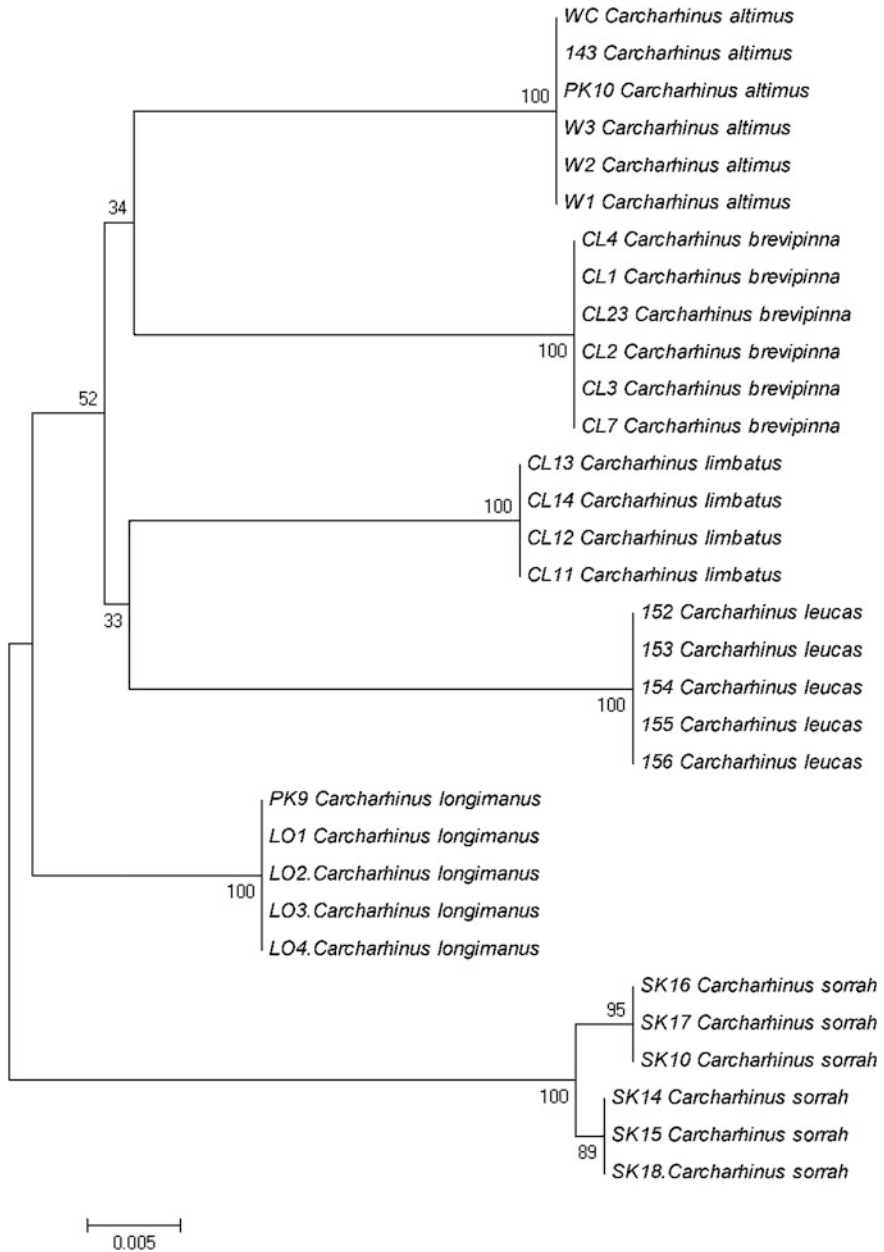 WC Carcharhinus altimus
143 Carcharhinus altimus
PK10 Carcharhinus altimus
W3 Carcharhinus altimus
W2 Carcharhinus altimus
W1 Carcharhinus altimus
CL4 Carcharhinus brevipinna
CL1 Carcharhinus brevipinna
CL23 Carcharhinus brevipinna
CL2 Carcharhinus brevipinna
CL3 Carcharhinus brevipinna
CL7 Carcharhinus brevipinna
CL13 Carcharhinus limbatus
CL14 Carcharhinus limbatus
CL12 Carcharhinus limbatus
CL11 Carcharhinus limbatus
152 Carcharhinus leucas
153 Carcharhinus leucas
154 Carcharhinus leucas
155 Carcharhinus leucas
156 Carcharhinus leucas
PK9 Carcharhinus longimanus
LO1 Carcharhinus longimanus
LO2.Carcharhinus longimanus
LO3.Carcharhinus longimanus
LO4.Carcharhinus longimanus
SK16 Carcharhinus sorrah
SK17 Carcharhinus sorrah
SK10 Carcharhinus sorrah
SK14 Carcharhinus sorrah
SK15 Carcharhinus sorrah
SK18.Carcharhinus sorrah
100
34
100
52
100
33
100
100
95
100
89
0.005